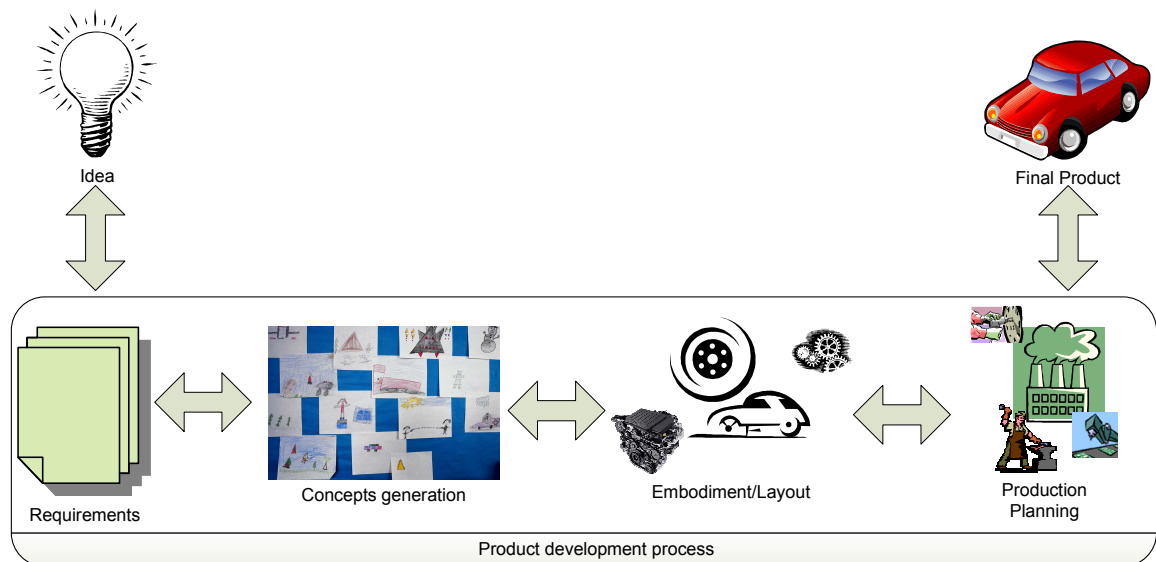 Idea
Final Product
Requirements
Concepts generation
Embodiment/Layout
Production
Planning
Product development process